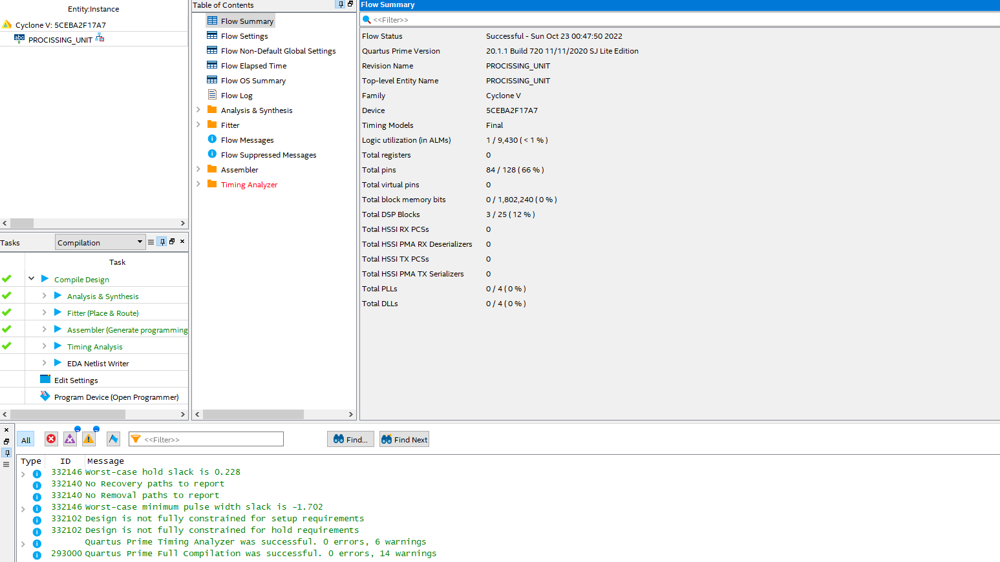 Entity:Instance
Cyclone V: 5CEBA2F17A7
abc PROCISSING_UNIT
Tasks
Compilation
Task
Compile Design
Analysis & Synthesis
Fitter (Place & Route)
Assembler (Generate programming
Timing Analysis
EDA Netlist Writer
Edit Settings
Program Device (Open Programmer)
Table of Contents
Flow Summary
Flow Settings
Flow Non-Default Global Settings
Flow Elapsed Time
Flow OS Summary
Flow Log
Analysis & Synthesis
Fitter
Flow Messages
Flow Suppressed Messages
Assembler
Timing Analyzer
Flow Summary
<<Filter>>
Flow Status Successful - Sun Oct 23 00:47:50 2022
Quartus Prime Version 20.1.1 Build 720 11/11/2020 SJ Lite Edition
Revision Name PROCISSING_UNIT
Top-level Entity Name PROCISSING_UNIT
Family Cyclone V
Device 5CEBA2F17A7
Timing Models Final
Logic utilization (in ALMs) 1 / 9,430 ( < 1 % )
Total registers 0
Total pins 84 / 128 ( 66 % )
Total virtual pins 0
Total block memory bits 0 / 1,802,240 ( 0 % )
Total DSP Blocks 3 / 25 ( 12 % )
Total HSSI RX PCSs 0
Total HSSI PMA RX Deserializers 0
Total HSSI TX PCSs 0
Total HSSI PMA TX Serializers 0
Total PLLs 0 / 4 ( 0 % )
Total DLLs 0 / 4 ( 0 % )
All <<Filter>> Find... Find Next
Type ID Message
332146 Worst-case hold slack is 0.228
332140 No Recovery paths to report
332140 No Removal paths to report
332146 Worst-case minimum pulse width slack is -1.702
332102 Design is not fully constrained for setup requirements
332102 Design is not fully constrained for hold requirements
Quartus Prime Timing Analyzer was successful. 0 errors, 6 warnings
293000 Quartus Prime Full Compilation was successful. 0 errors, 14 warnings